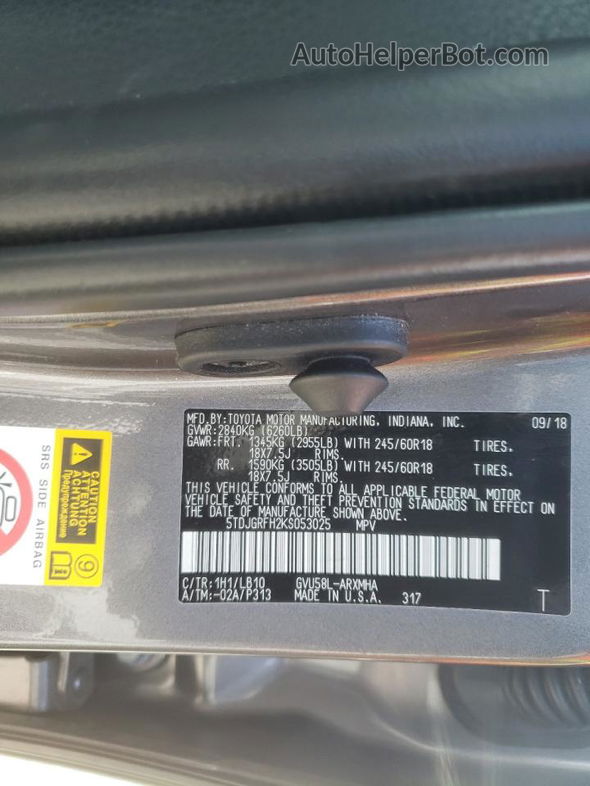 AutoHelperBot.com
MFD.BY:TOYOTA MOTOR MANUFACTURING, INDIANA, INC. 09/18
GVWR:2840KG (6260LB)
GAWR:FRT. 1345KG (2955LB) WITH 245/60R18 TIRES.
18X7.5J RIMS.
RR. 1590KG (3505LB) WITH 245/60R18 TIRES.
18X7.5J RIMS.
THIS VEHICLE CONFORMS TO ALL APPLICABLE FEDERAL MOTOR
VEHICLE SAFETY AND THEFT PREVENTION STANDARDS IN EFFECT ON
THE DATE OF MANUFACTURE SHOWN ABOVE.
5TDJGRFH2KS053025 MPV
C/TR:1H1/LB10 GVU58L-ARXMHA
A/TM:-02A/P313 MADE IN U.S.A. 317 T
SRS SIDE AIRBAG
CAUTION
ATTENTION
ACHTUNG
Предупреждение
9